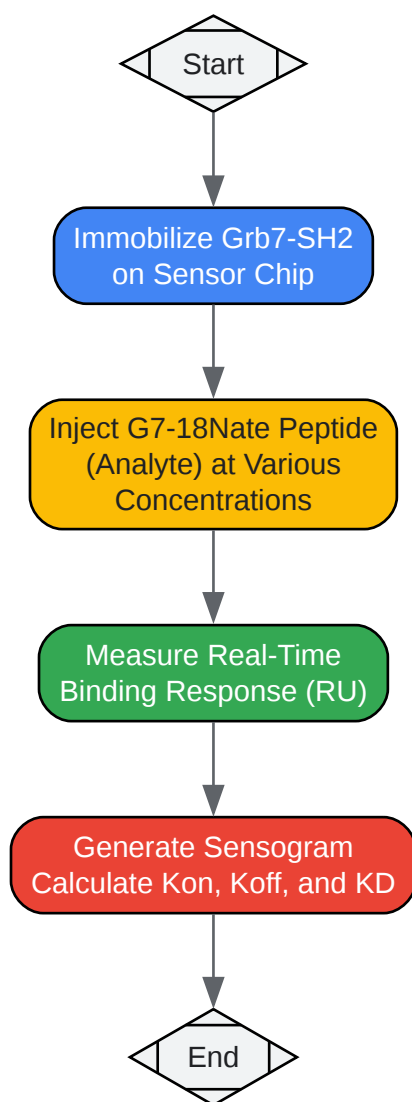 Start
Immobilize Grb7-SH2
on Sensor Chip
Inject G7-18Nate Peptide
(Analyte) at Various
Concentrations
Measure Real-Time
Binding Response (RU)
Generate Sensogram
Calculate Kon, Koff, and KD
End